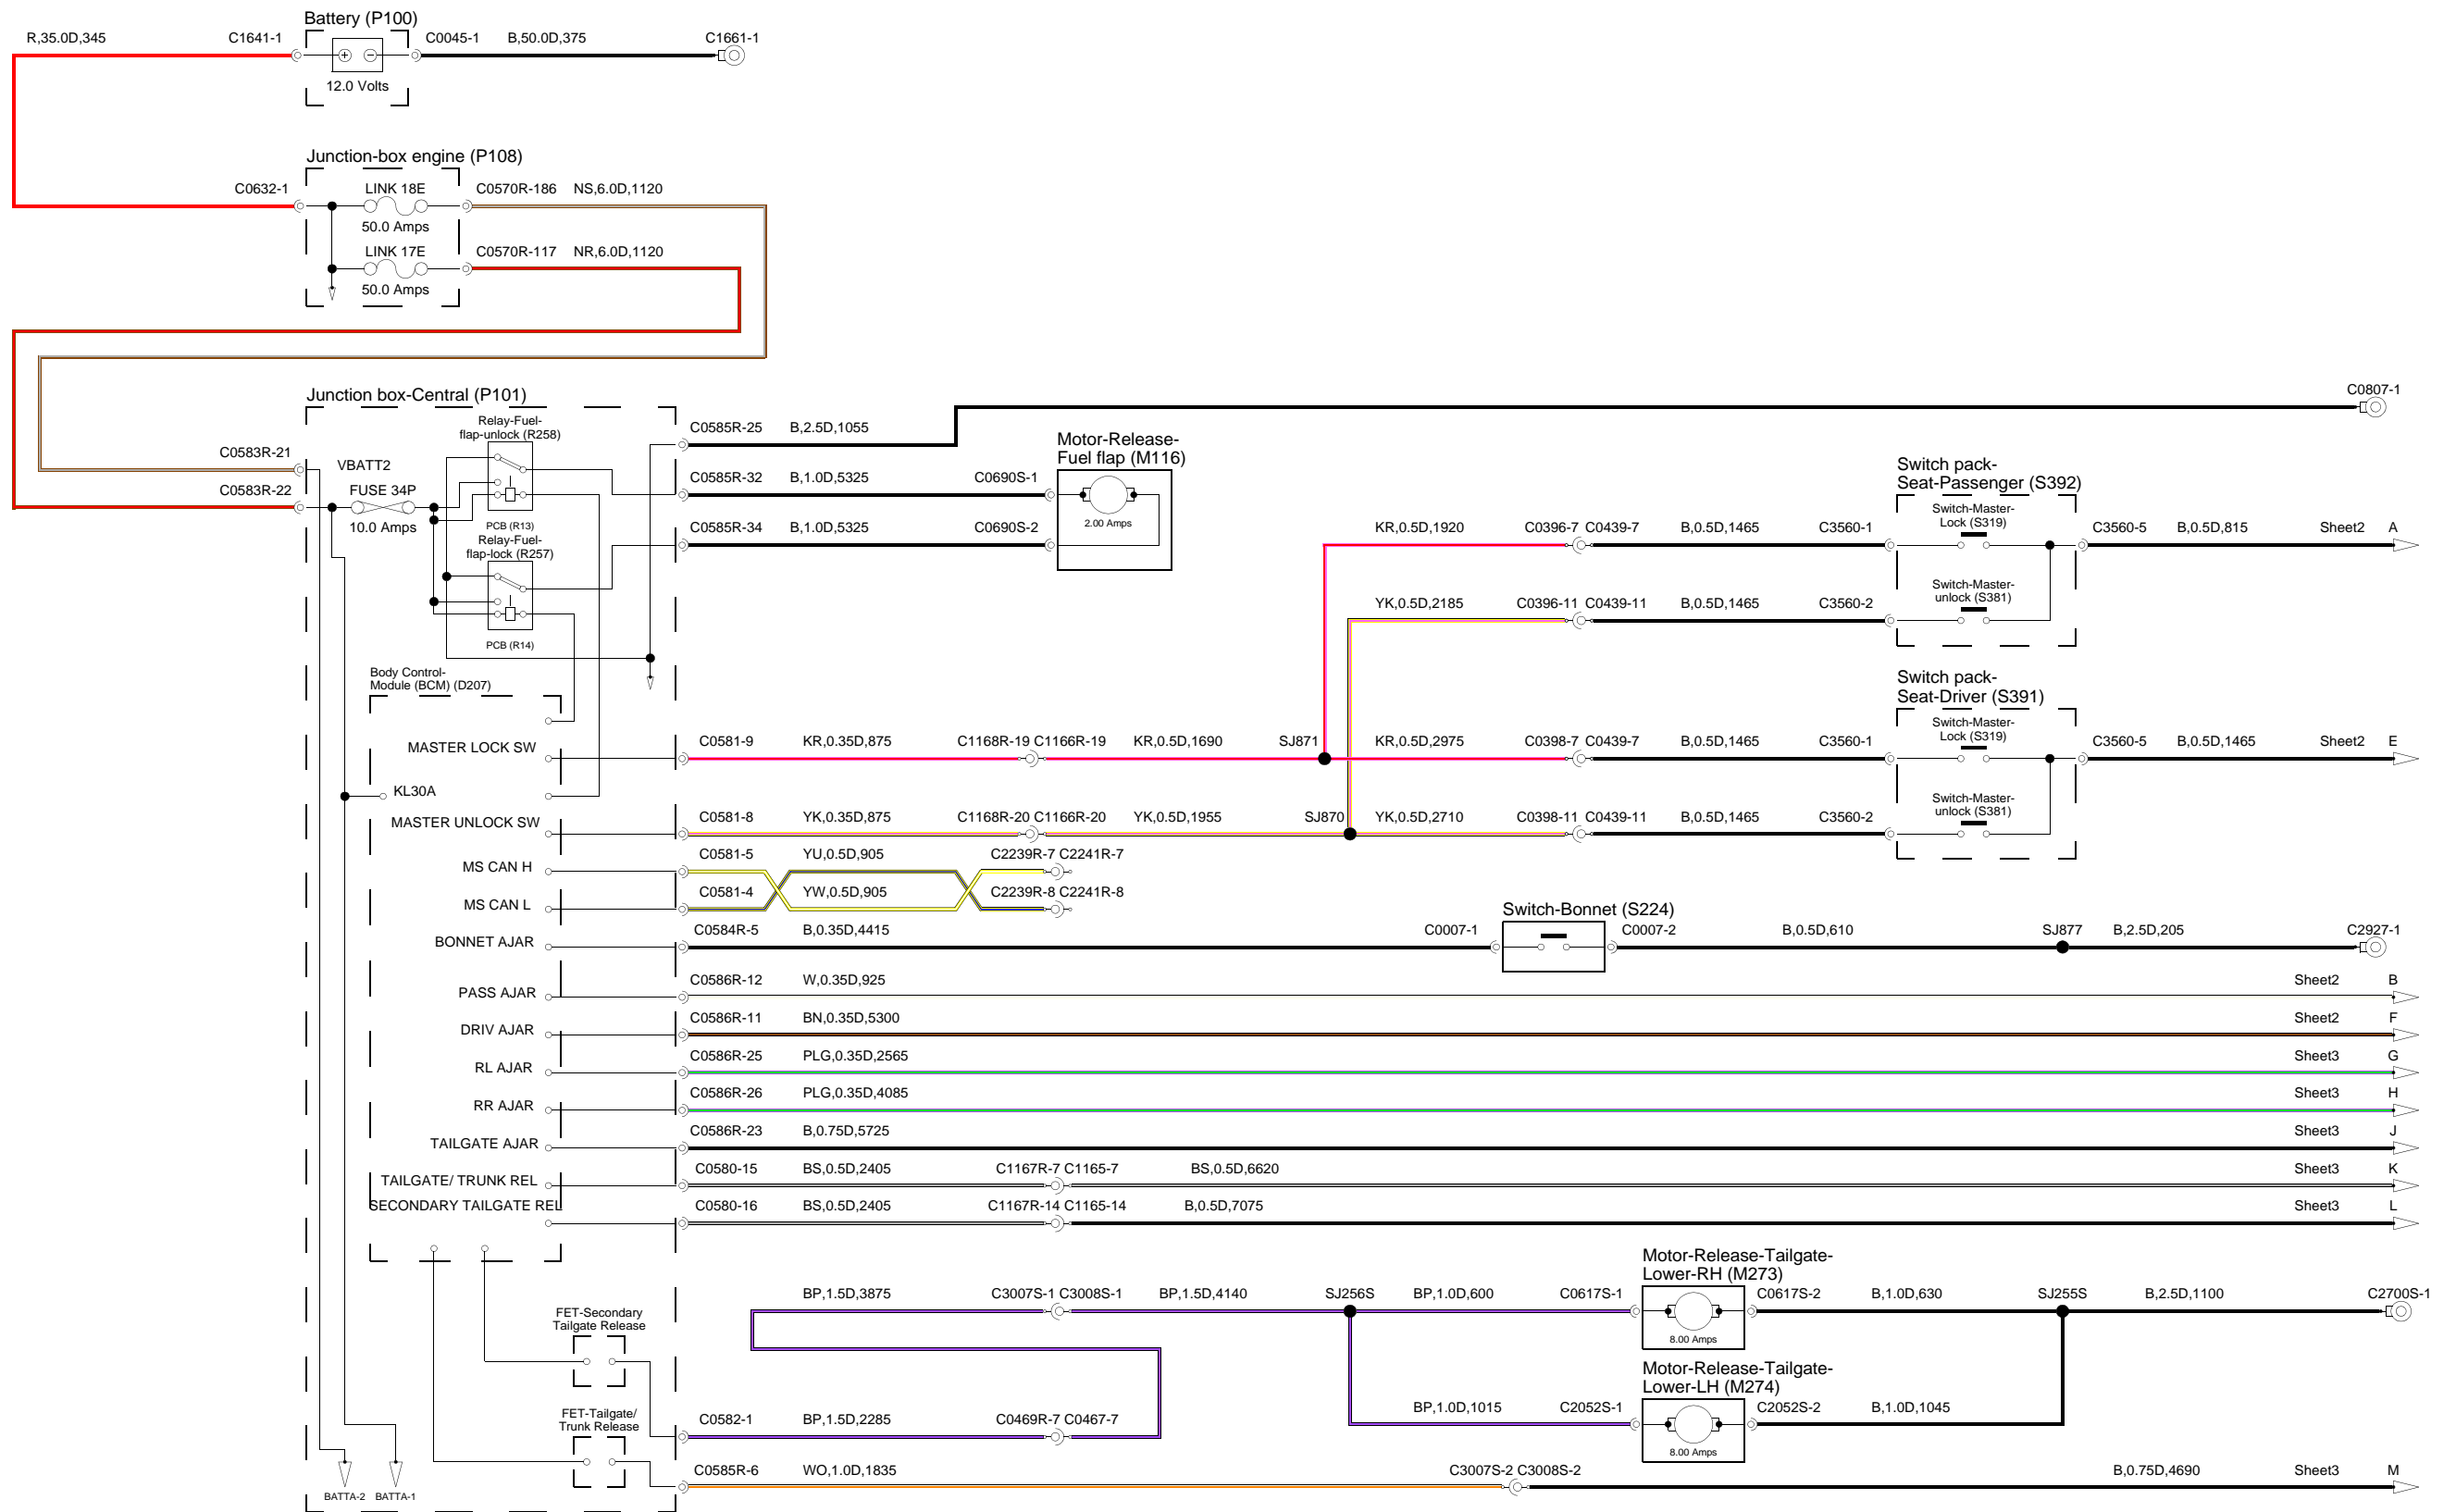 Battery (P100)
R,35.0D,345 C1641-1 C0045-1 B,50.0D,375 C1661-1
12.0 Volts
Junction-box engine (P108)
C0632-1 LINK 18E C0570R-186 NS,6.0D,1120
50.0 Amps
LINK 17E C0570R-117 NR,6.0D,1120
50.0 Amps
Junction box-Central (P101)
C0807-1
Relay-Fuel-
flap-unlock (R258)
C0585R-25 B,2.5D,1055
Motor-Release-
Fuel flap (M116)
C0583R-21
VBATT2
C0585R-32 B,1.0D,5325 C0690S-1
Switch pack-
Seat-Passenger (S392)
C0583R-22 FUSE 34P
10.0 Amps
PCB (R13)
2.00 Amps
Switch-Master-
Lock (S319)
C0585R-34 B,1.0D,5325 C0690S-2
KR,0.5D,1920 C0396-7 C0439-7 B,0.5D,1465 C3560-1 C3560-5 B,0.5D,815 Sheet2 A
Relay-Fuel-
flap-lock (R257)
Switch-Master-
unlock (S381)
YK,0.5D,2185 C0396-11 C0439-11 B,0.5D,1465 C3560-2
PCB (R14)
Body Control-
Module (BCM) (D207)
Switch pack-
Seat-Driver (S391)
Switch-Master-
Lock (S319)
MASTER LOCK SW C0581-9 KR,0.35D,875 C1168R-19 C1166R-19 KR,0.5D,1690 SJ871 KR,0.5D,2975 C0398-7 C0439-7 B,0.5D,1465 C3560-1 C3560-5 B,0.5D,1465 Sheet2 E
KL30A
Switch-Master-
unlock (S381)
MASTER UNLOCK SW C0581-8 YK,0.35D,875 C1168R-20 C1166R-20 YK,0.5D,1955 SJ870 YK,0.5D,2710 C0398-11 C0439-11 B,0.5D,1465 C3560-2
MS CAN H C0581-5 YU,0.5D,905 C2239R-7 C2241R-7
MS CAN L C0581-4 YW,0.5D,905 C2239R-8 C2241R-8
Switch-Bonnet (S224)
BONNET AJAR C0584R-5 B,0.35D,4415 C0007-1 C0007-2 B,0.5D,610 SJ877 B,2.5D,205 C2927-1
PASS AJAR C0586R-12 W,0.35D,925 Sheet2 B
DRIV AJAR C0586R-11 BN,0.35D,5300 Sheet2 F
RL AJAR C0586R-25 PLG,0.35D,2565 Sheet3 G
RR AJAR C0586R-26 PLG,0.35D,4085 Sheet3 H
TAILGATE AJAR C0586R-23 B,0.75D,5725 Sheet3 J
TAILGATE/ TRUNK REL C0580-15 BS,0.5D,2405 C1167R-7 C1165-7 BS,0.5D,6620 Sheet3 K
SECONDARY TAILGATE REL C0580-16 BS,0.5D,2405 C1167R-14 C1165-14 B,0.5D,7075 Sheet3 L
Motor-Release-Tailgate-
Lower-RH (M273)
BP,1.5D,3875 C3007S-1 C3008S-1 BP,1.5D,4140 SJ256S BP,1.0D,600 C0617S-1 C0617S-2 B,1.0D,630 SJ255S B,2.5D,1100 C2700S-1
8.00 Amps
FET-Secondary
Tailgate Release
Motor-Release-Tailgate-
Lower-LH (M274)
BP,1.0D,1015 C2052S-1 C2052S-2 B,1.0D,1045
8.00 Amps
FET-Tailgate/
Trunk Release
C0582-1 BP,1.5D,2285 C0469R-7 C0467-7
C0585R-6 WO,1.0D,1835 C3007S-2 C3008S-2 B,0.75D,4690 Sheet3 M
BATTA-2 BATTA-1